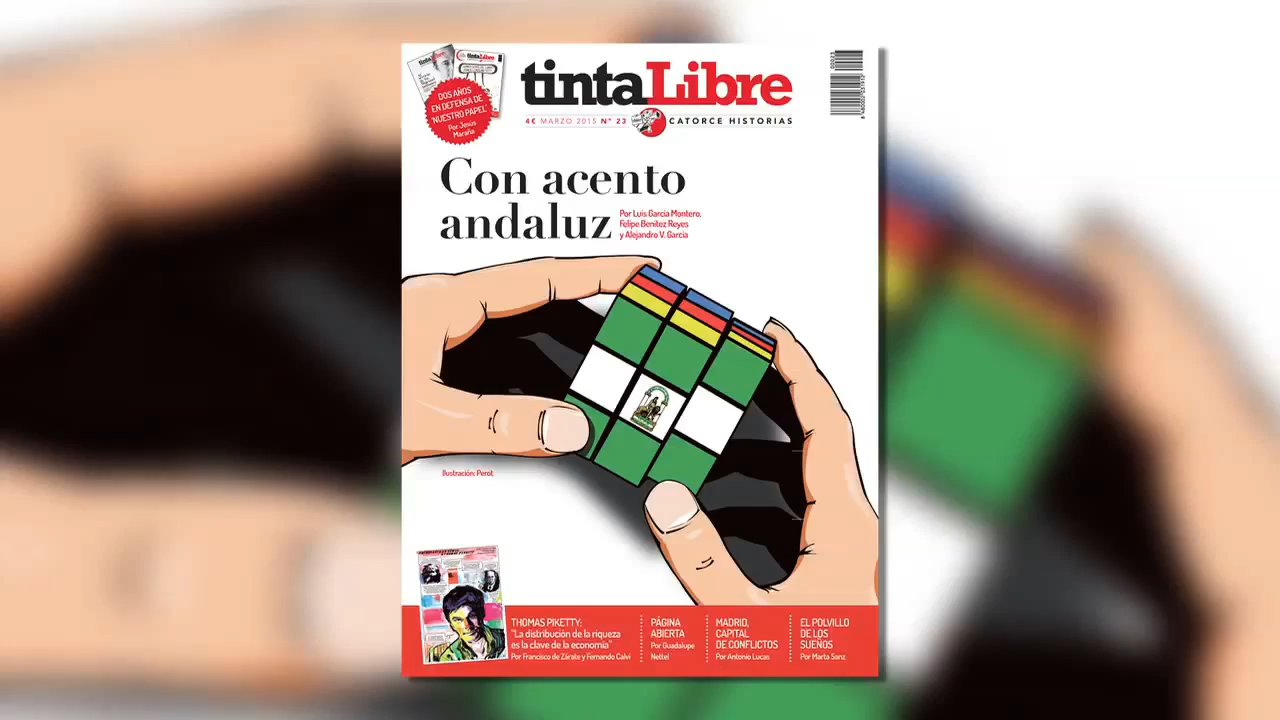 tintaLibre
DOS AÑOS
EN DEFENSA DE
'NUESTRO PAPEL'
Por Jesús
Maraña
4€ MARZO 2015 Nº 23
CATORCE HISTORIAS
Con acento
andaluz
Por Luis García Montero,
Felipe Benítez Reyes
y Alejandro V. García
Ilustración: Perot
THOMAS PIKETTY:
"La distribución de la riqueza
es la clave de la economía"
Por Francisco de Zárate y Fernando Calvi
PÁGINA
ABIERTA
Por Guadalupe
Nettel
MADRID,
CAPITAL
DE CONFLICTOS
Por Antonio Lucas
EL POLVILLO
DE LOS
SUEÑOS
Por Marta Sanz